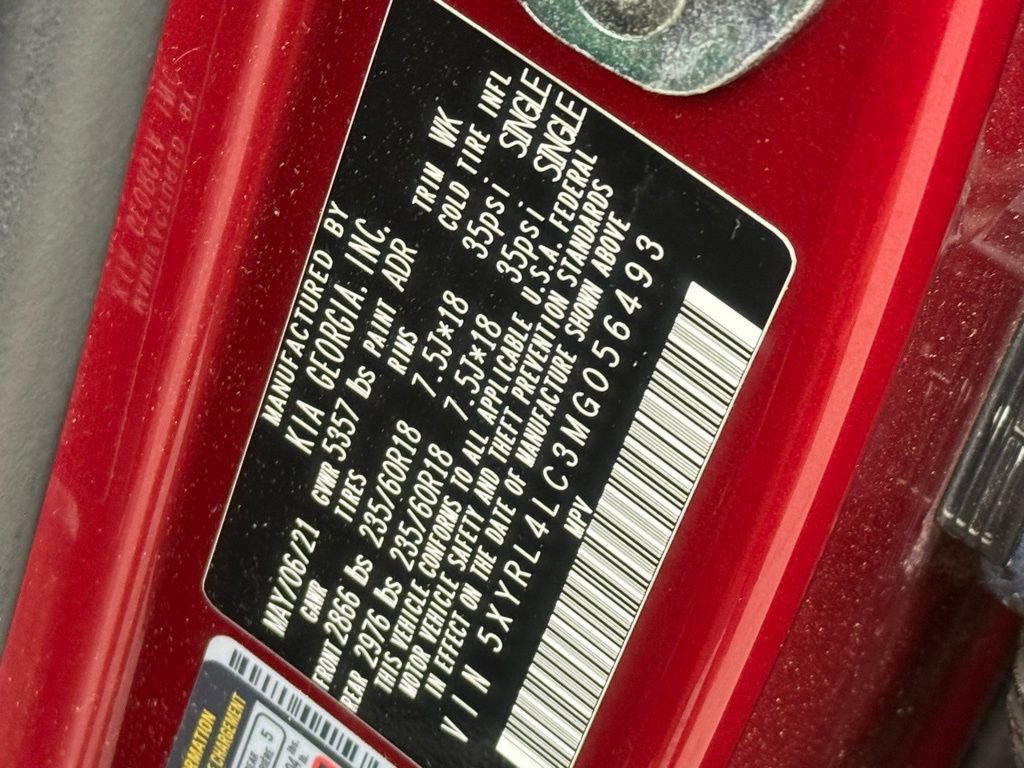 MANUFACTURED BY
KIA GEORGIA. INC.
MAY/06/21 GVWR 5357 lbs PAINT ADR TRIM WK
GWR TIRES RIMS COLD TIRE INFL
FRONT 2866 lbs 235/60R18 7.5J*18 35psi SINGLE
REAR 2976 lbs 235/60R18 7.5J*18 35psi SINGLE
THIS VEHICLE CONFORMS TO ALL APPLICABLE U.S.A. FEDERAL
MOTOR VEHICLE SAFETY AND THEFT PREVENTION STANDARDS
IN EFFECT ON THE DATE OF MANUFACTURE SHOWN ABOVE
VIN 5XYRL4LC3MG056493
MPV
CHARGEMENT
5